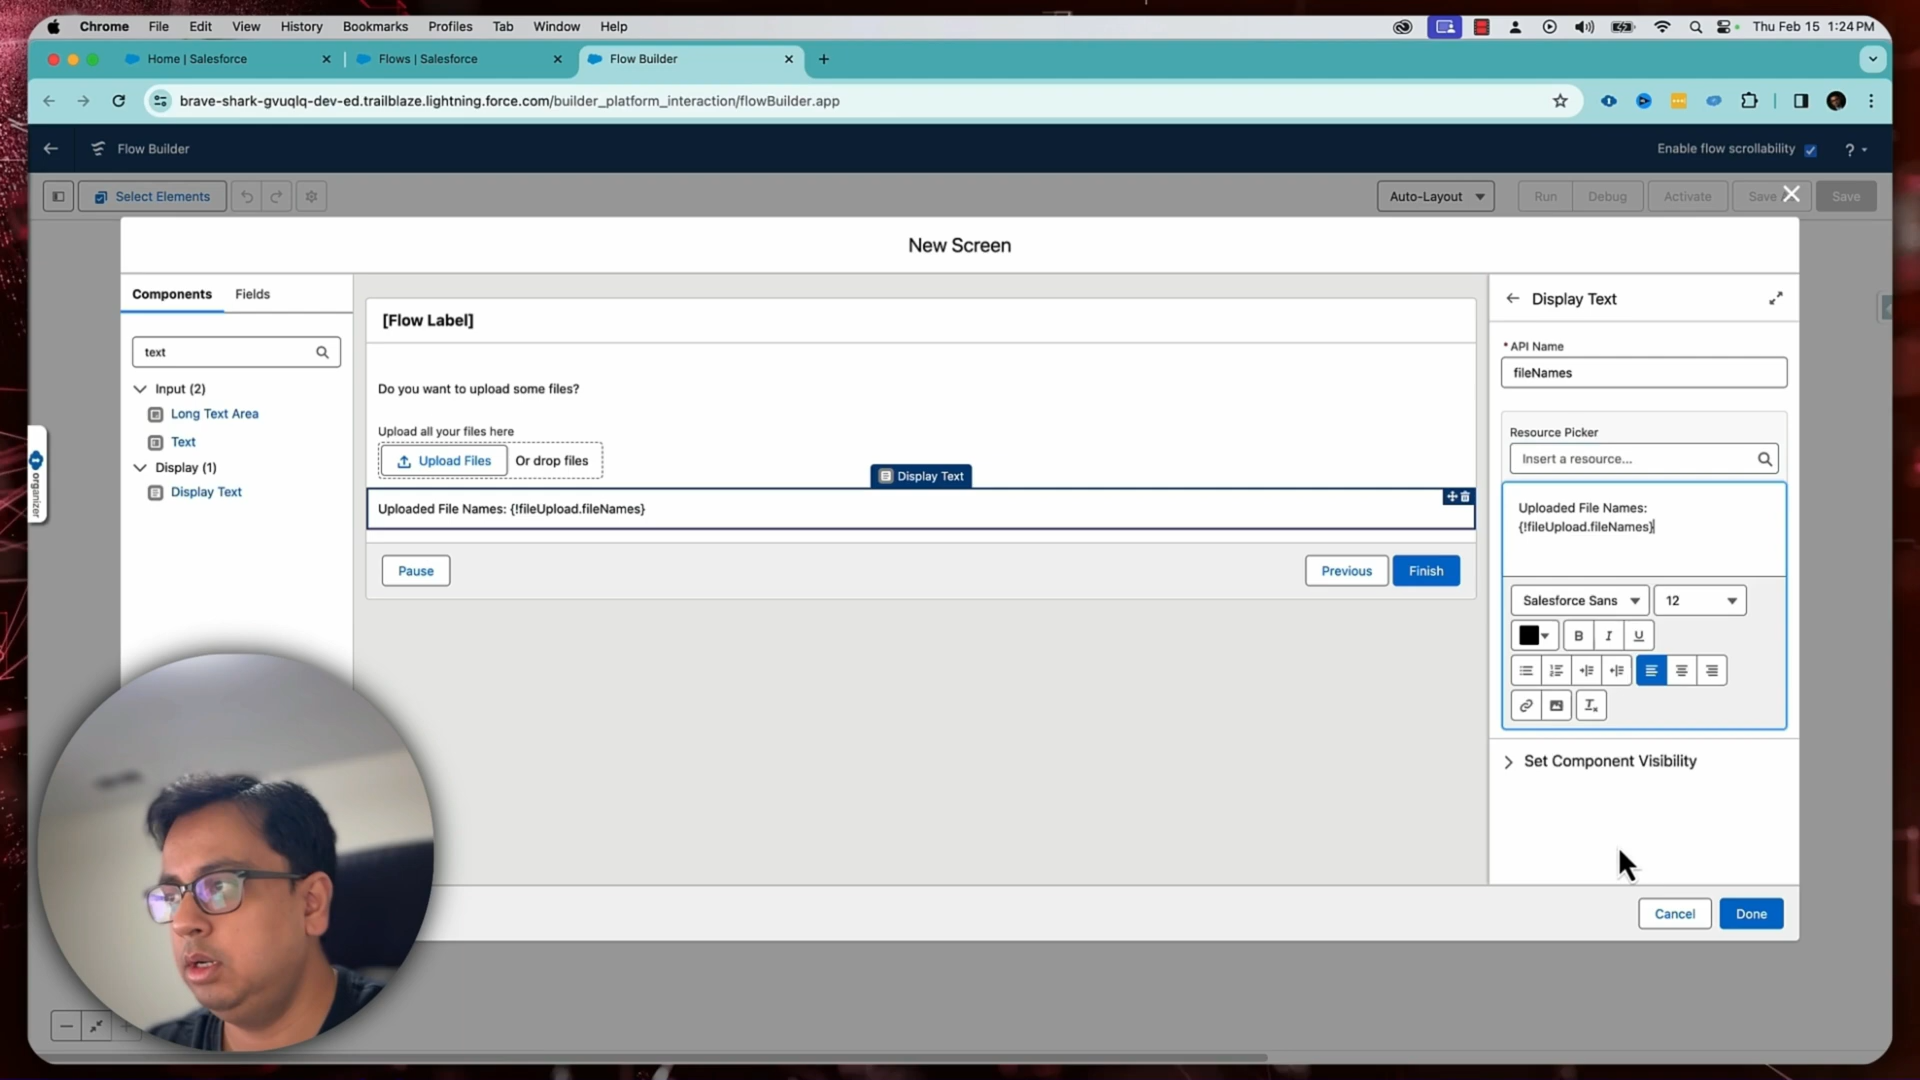 Chrome File Edit View History Bookmarks Profiles Tab Window Help Thu Feb 15 1:24 PM
Home | Salesforce Flows | Salesforce Flow Builder
brave-shark-gvuqlq-dev-ed.trailblaze.lightning.force.com/builder_platform_interaction/flowBuilder.app
Flow Builder Enable flow scrollability ?
Select Elements Auto-Layout Run Debug Activate Save Save
New Screen
Components Fields
text
Input (2)
Long Text Area
Text
Display (1)
Display Text
organizer
[Flow Label]
Do you want to upload some files?
Upload all your files here
Upload Files Or drop files
Display Text
Uploaded File Names: {!fileUpload.fileNames}
Pause Previous Finish
Display Text
* API Name
fileNames
Resource Picker
Insert a resource...
Uploaded File Names:
{!fileUpload.fileNames}
Salesforce Sans 12
B I U
Set Component Visibility
Cancel Done